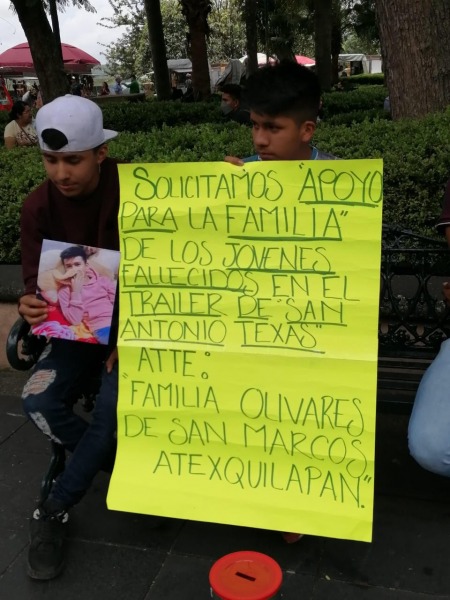 SOLICITAMOS "APOYO
PARA LA FAMILIA"
DE LOS JOVENES
FALLECIDOS EN EL
TRAILER DE "SAN
ANTONIO TEXAS"
ATTE:
"FAMILIA OLIVARES
DE SAN MARCOS
ATEXQUILAPAN."